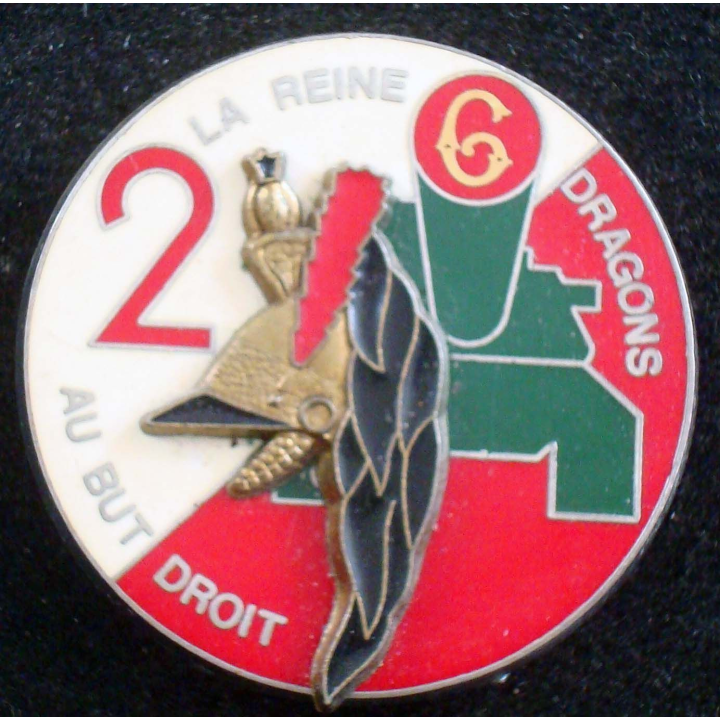 LA REINE
2
6
DRAGONS
AU BUT
DROIT